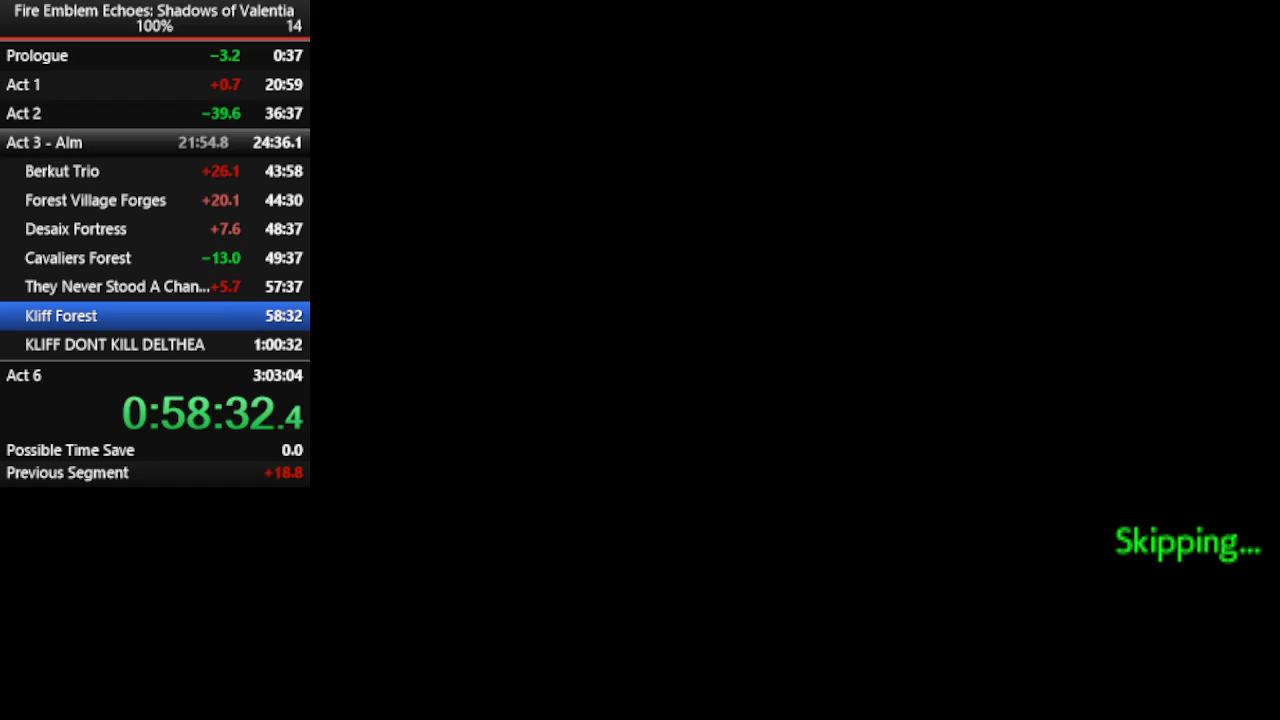 Fire Emblem Echoes: Shadows of Valentia
100% 14
Prologue −3.2 0:37
Act 1 +0.7 20:59
Act 2 −39.6 36:37
Act 3 - Alm 21:54.8 24:36.1
Berkut Trio +26.1 43:58
Forest Village Forges +20.1 44:30
Desaix Fortress +7.6 48:37
Cavaliers Forest −13.0 49:37
They Never Stood A Chan... +5.7 57:37
Kliff Forest 58:32
KLIFF DONT KILL DELTHEA 1:00:32
Act 6 3:03:04
0:58:32.4
Possible Time Save 0.0
Previous Segment +18.8
Skipping...